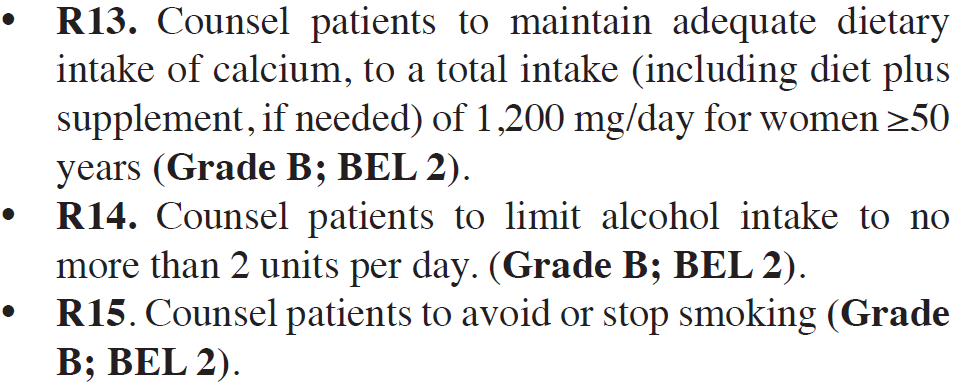 • R13. Counsel patients to maintain adequate dietary
intake of calcium, to a total intake (including diet plus
supplement, if needed) of 1,200 mg/day for women ≥50
years (Grade B; BEL 2).
• R14. Counsel patients to limit alcohol intake to no
more than 2 units per day. (Grade B; BEL 2).
• R15. Counsel patients to avoid or stop smoking (Grade
B; BEL 2).